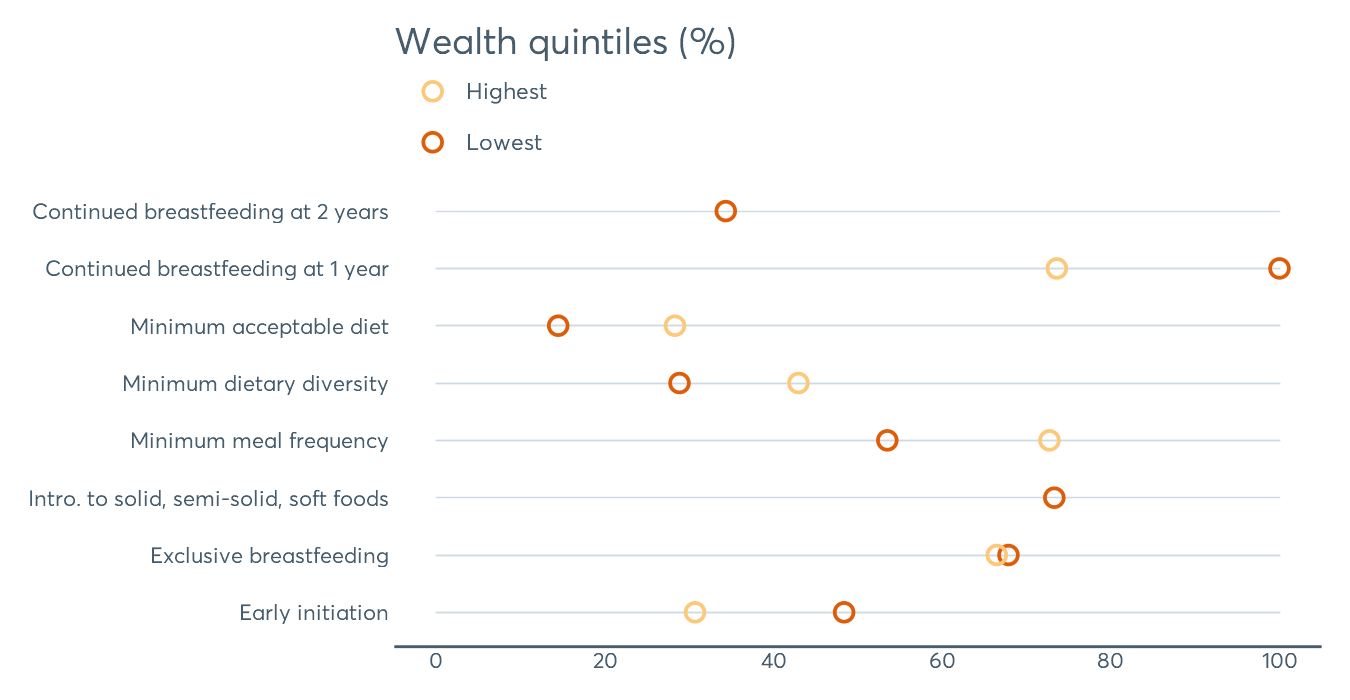 Wealth quintiles (%)
Highest
Lowest
Continued breastfeeding at 2 years
Continued breastfeeding at 1 year
Minimum acceptable diet
Minimum dietary diversity
Minimum meal frequency
Intro. to solid, semi-solid, soft foods
Exclusive breastfeeding
Early initiation
0 20 40 60 80 100